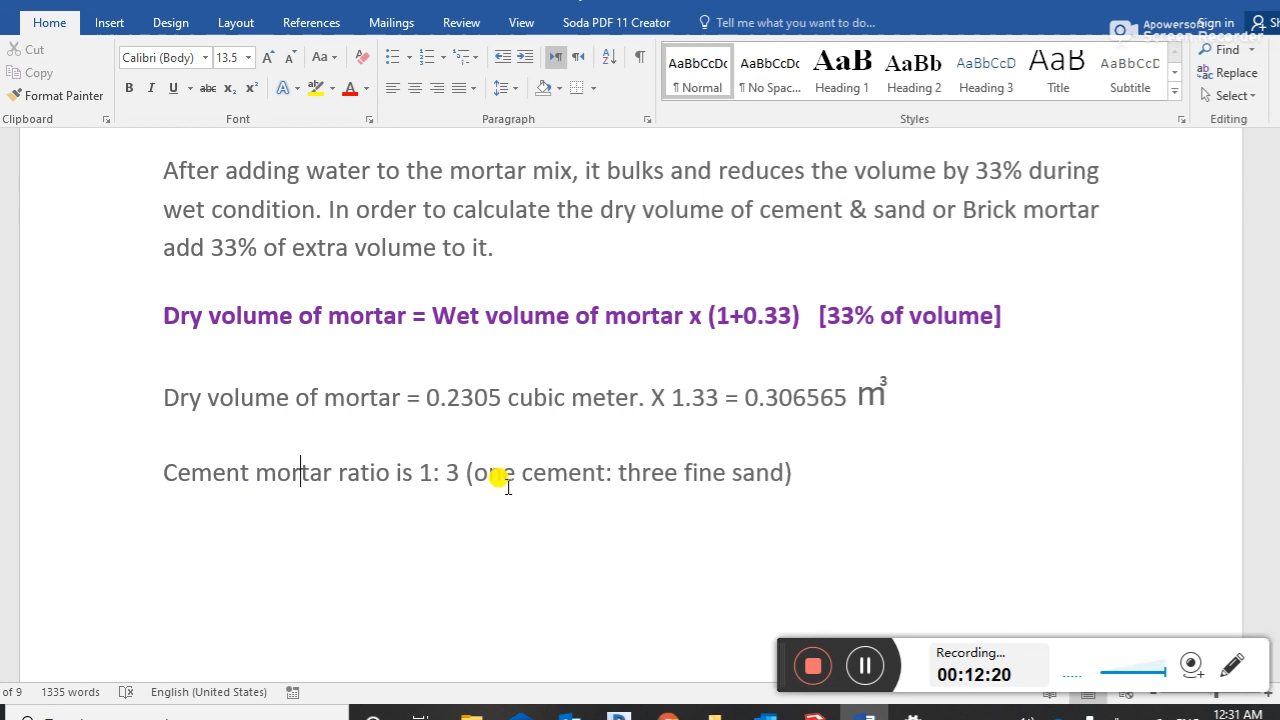 Home Insert Design Layout References Mailings Review View Soda PDF 11 Creator Tell me what you want to do... Sign in
Apowersoft
Screen Recorder
Cut
Copy
Format Painter
Calibri (Body) 13.5
AaBbCcDc AaBbCcDc AaB AaBb AaBbCcD AaB AaBbCcD
¶ Normal ¶ No Spac... Heading 1 Heading 2 Heading 3 Title Subtitle
Find
Replace
Select
Clipboard Font Paragraph Styles Editing
After adding water to the mortar mix, it bulks and reduces the volume by 33% during
wet condition. In order to calculate the dry volume of cement & sand or Brick mortar
add 33% of extra volume to it.
Dry volume of mortar = Wet volume of mortar x (1+0.33) [33% of volume]
Dry volume of mortar = 0.2305 cubic meter. X 1.33 = 0.306565 m³
Cement mortar ratio is 1: 3 (one cement: three fine sand)
Recording...
00:12:20
of 9 1335 words English (United States)
12:31 AM